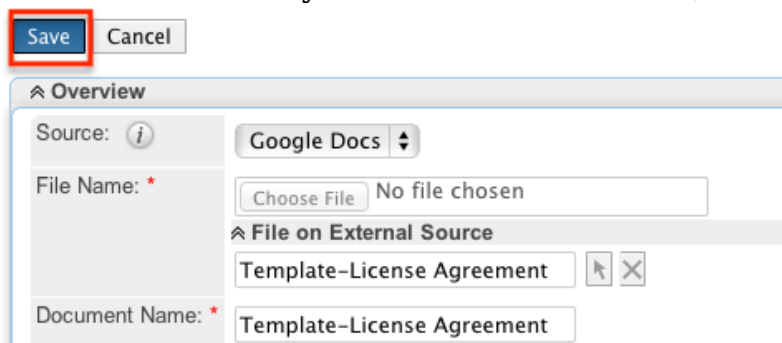 Save Cancel
Overview
Source: i Google Docs
File Name: * Choose File No file chosen
File on External Source
Template-License Agreement
Document Name: * Template-License Agreement